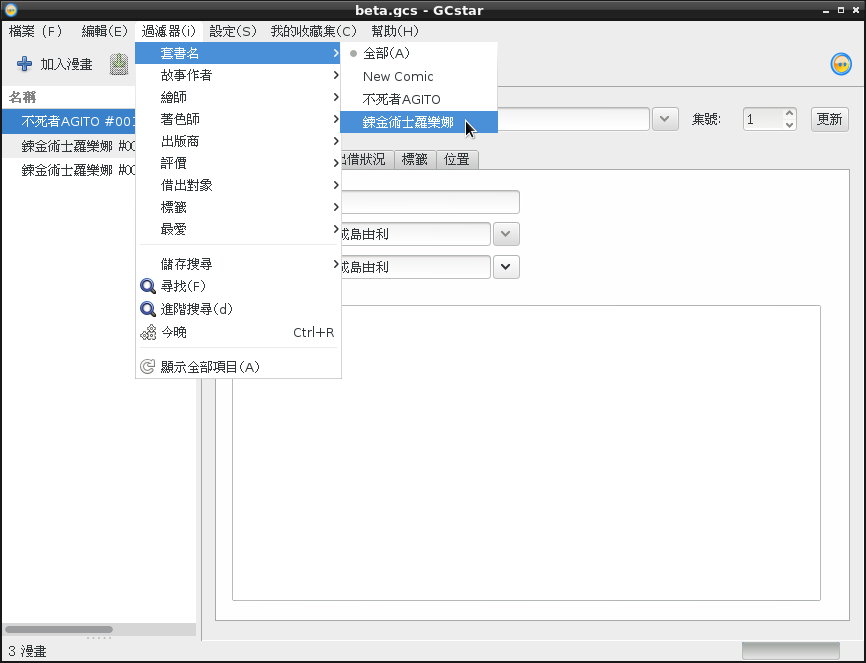 beta.gcs - GCstar
檔案 (F) 編輯(E) 過濾器(i) 設定(S) 我的收藏集(C) 幫助(H)
加入漫畫
套書名
故事作者
繪師
著色師
出版商
評價
借出對象
標籤
最愛
儲存搜尋
尋找(F)
進階搜尋(d)
今晚 Ctrl+R
顯示全部項目(A)
全部(A)
New Comic
不死者AGITO
鍊金術士蘿樂娜
名稱
不死者AGITO #001
鍊金術士蘿樂娜 #00
鍊金術士蘿樂娜 #00
集號: 1 更新
出借狀況 標籤 位置
成島由利
成島由利
3 漫畫